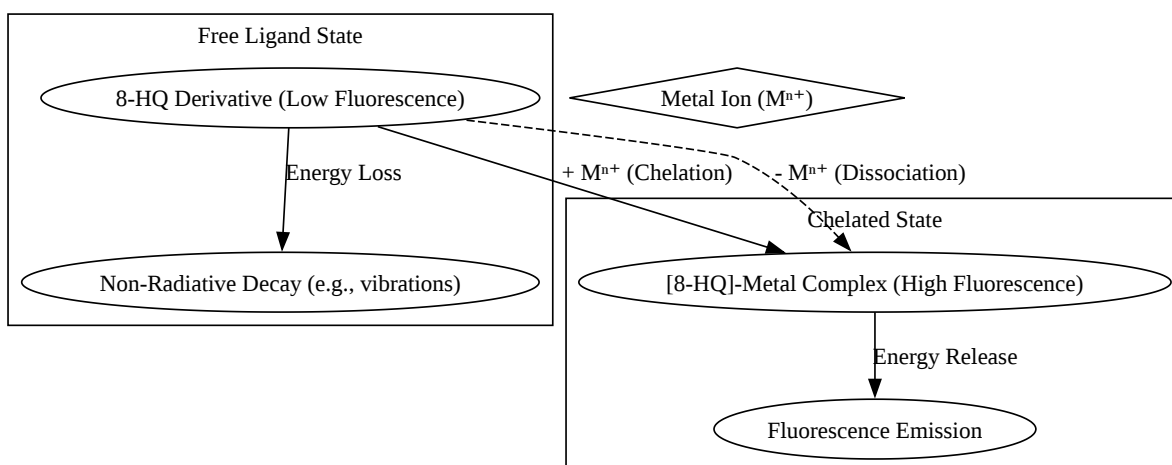 Free Ligand State
8-HQ Derivative (Low Fluorescence)
Metal Ion (Mⁿ⁺)
Energy Loss
+ Mⁿ⁺ (Chelation)
- Mⁿ⁺ (Dissociation)
Chelated State
Non-Radiative Decay (e.g., vibrations)
[8-HQ]-Metal Complex (High Fluorescence)
Energy Release
Fluorescence Emission